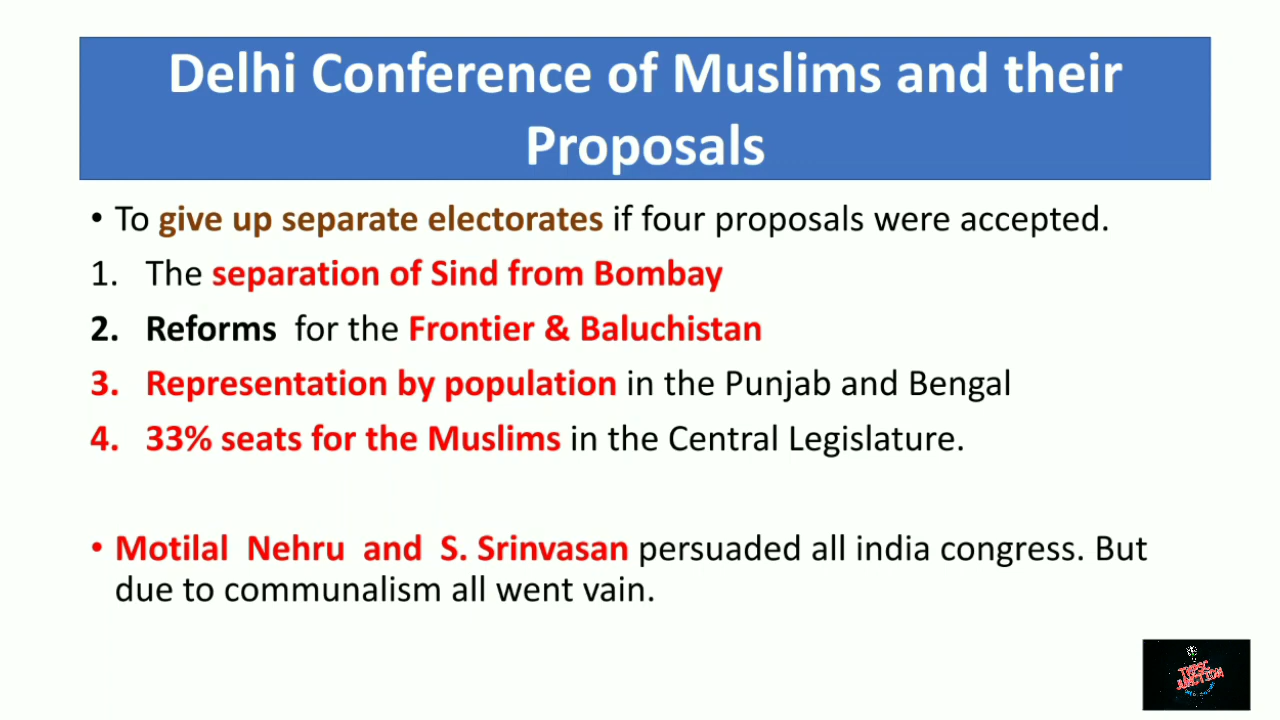 Delhi Conference of Muslims and their
Proposals
• To give up separate electorates if four proposals were accepted.
1. The separation of Sind from Bombay
2. Reforms for the Frontier & Baluchistan
3. Representation by population in the Punjab and Bengal
4. 33% seats for the Muslims in the Central Legislature.
• Motilal Nehru and S. Srinvasan persuaded all india congress. But
due to communalism all went vain.
TNPSC
JUNCTION